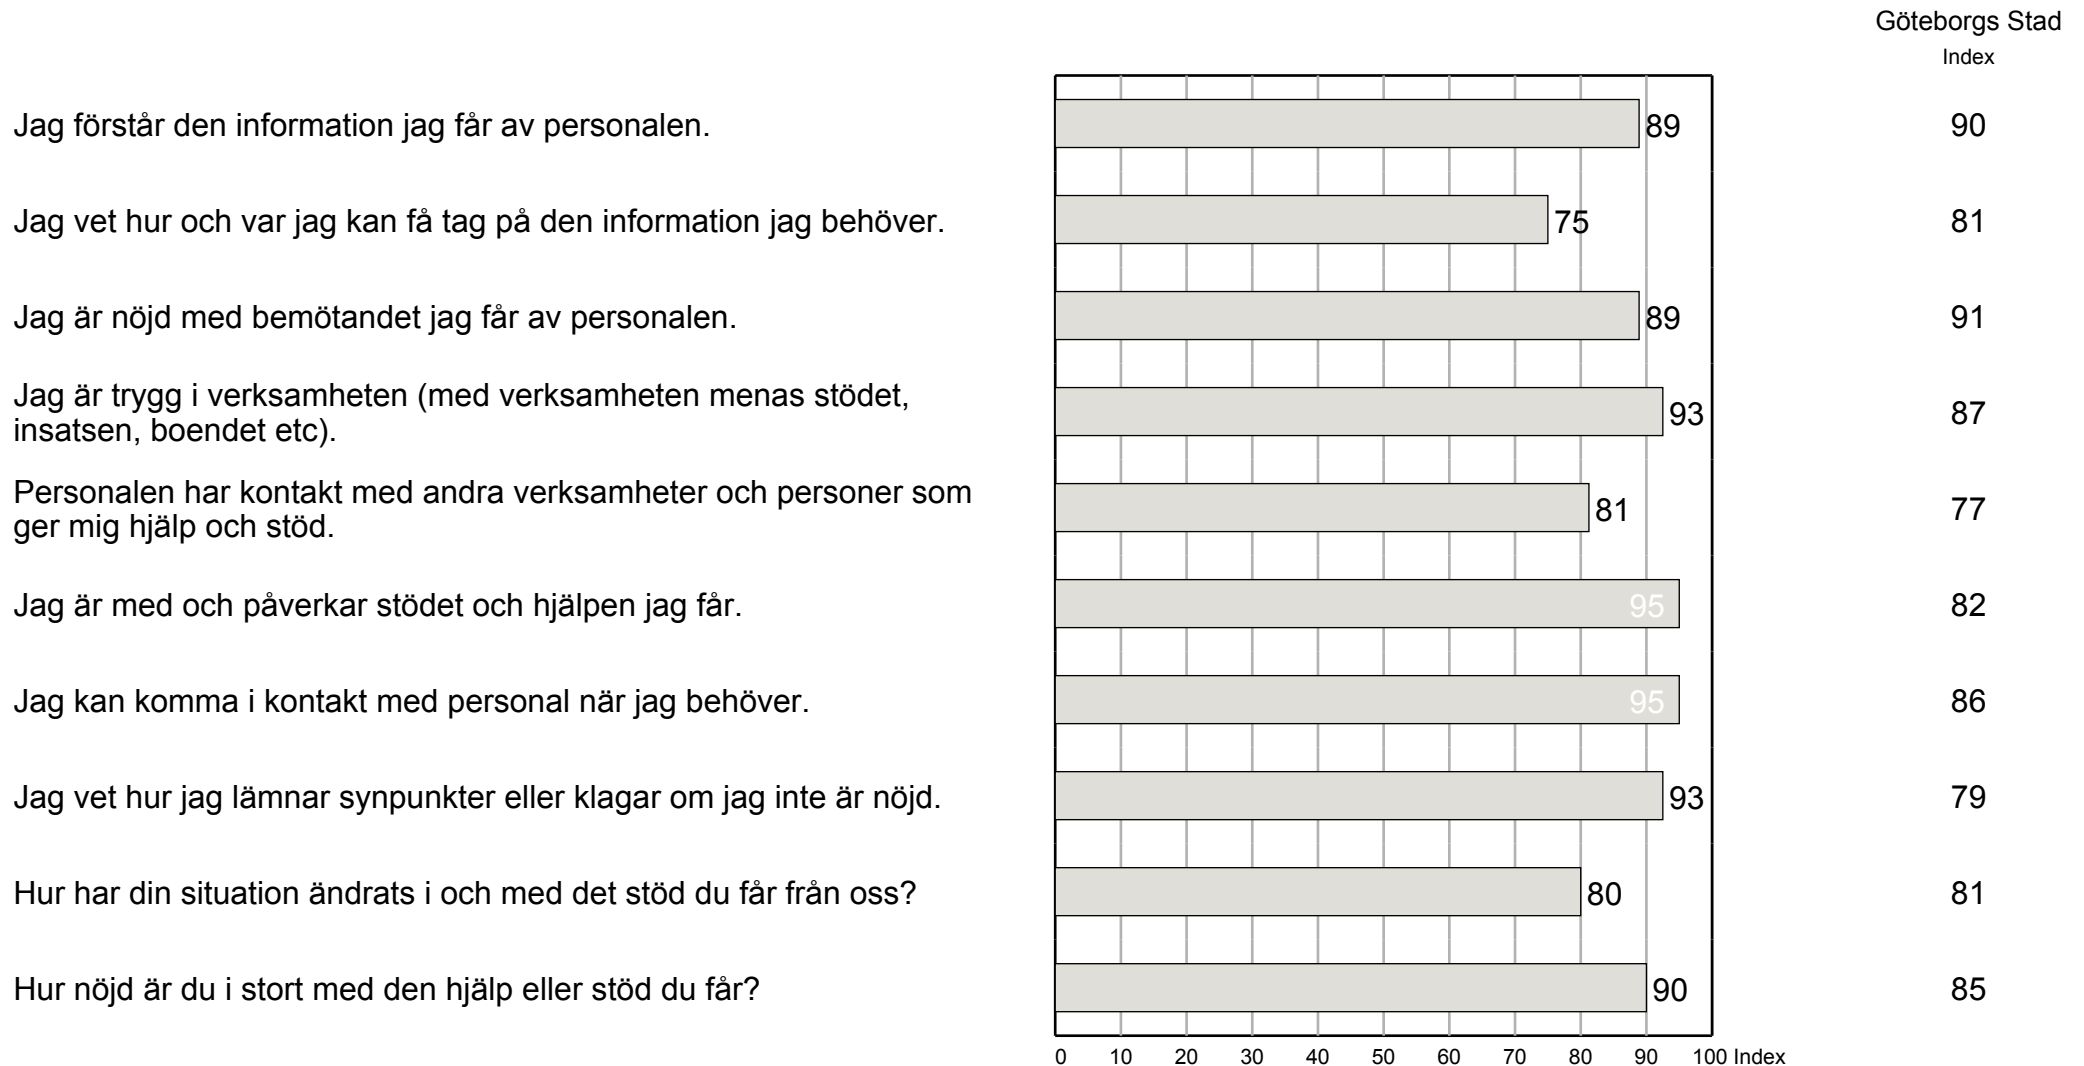 Göteborgs Stad
Index
Jag förstår den information jag får av personalen. 89 90
Jag vet hur och var jag kan få tag på den information jag behöver. 75 81
Jag är nöjd med bemötandet jag får av personalen. 89 91
Jag är trygg i verksamheten (med verksamheten menas stödet,
insatsen, boendet etc). 93 87
Personalen har kontakt med andra verksamheter och personer som
ger mig hjälp och stöd. 81 77
Jag är med och påverkar stödet och hjälpen jag får. 95 82
Jag kan komma i kontakt med personal när jag behöver. 95 86
Jag vet hur jag lämnar synpunkter eller klagar om jag inte är nöjd. 93 79
Hur har din situation ändrats i och med det stöd du får från oss? 80 81
Hur nöjd är du i stort med den hjälp eller stöd du får? 90 85
0 10 20 30 40 50 60 70 80 90 100 Index